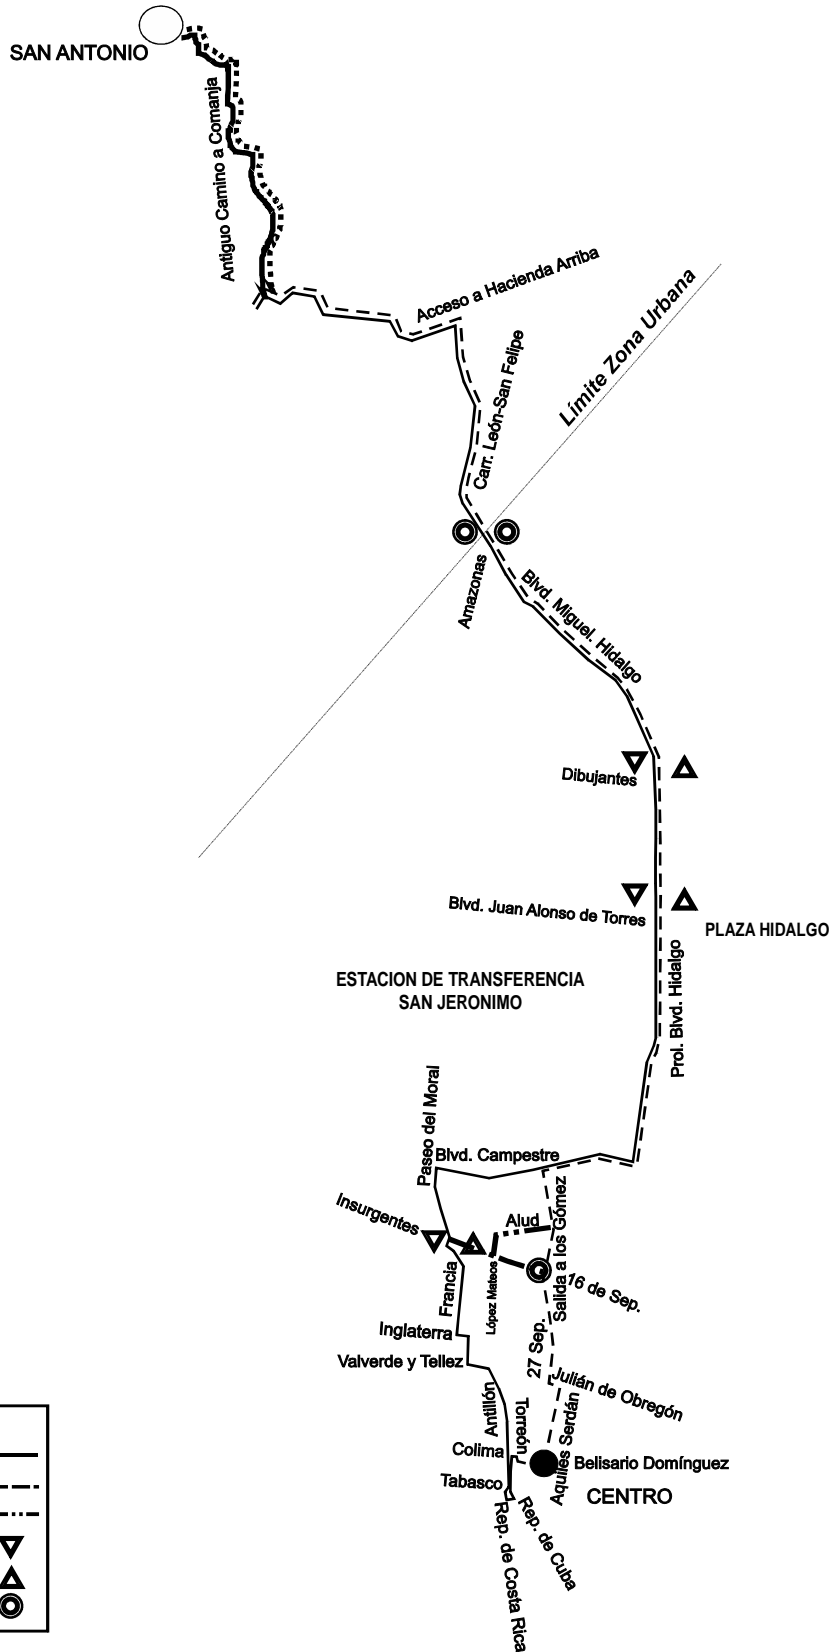 SAN ANTONIO
Antiguo Camino a Comanja
Acceso a Hacienda Arriba
Límite Zona Urbana
Carr. León-San Felipe
Amazonas
Blvd. Miguel. Hidalgo
Dibujantes
Blvd. Juan Alonso de Torres
PLAZA HIDALGO
ESTACION DE TRANSFERENCIA
SAN JERONIMO
Prol. Blvd. Hidalgo
Paseo del Moral
Blvd. Campestre
Insurgentes
Alud
Salida a los Gómez
López Mateos
16 de Sep.
Francia
Inglaterra
27 Sep.
Valverde y Tellez
Julián de Obregón
Antillón
Torreón
Aquiles Serdán
Colima
Belisario Domínguez
Tabasco
CENTRO
Rep. de Cuba
Rep. de Costa Rica